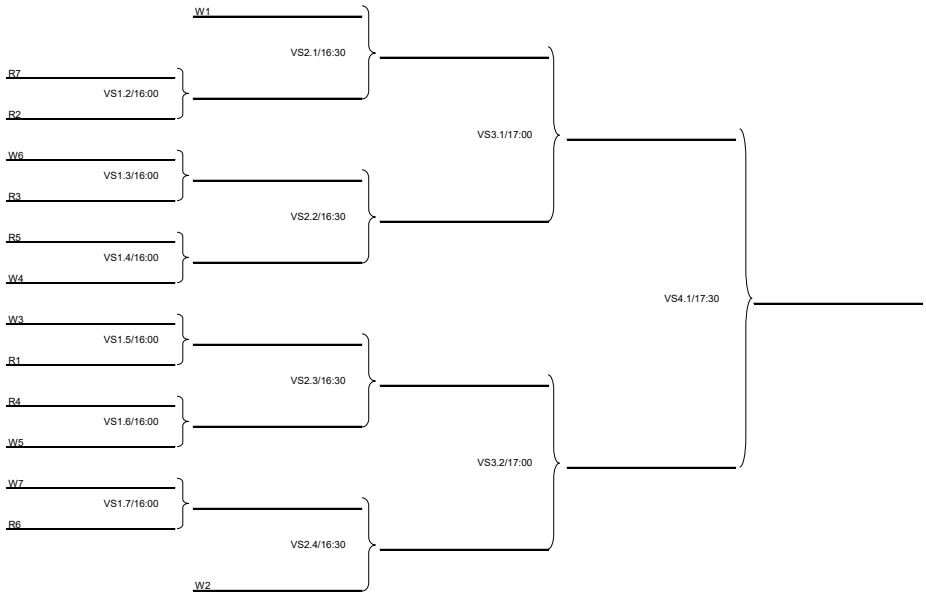 W1
VS2.1/16:30
R7
VS1.2/16:00
R2
VS3.1/17:00
W6
VS1.3/16:00
R3
VS2.2/16:30
R5
VS1.4/16:00
W4
VS4.1/17:30
W3
VS1.5/16:00
R1
VS2.3/16:30
R4
VS1.6/16:00
W5
VS3.2/17:00
W7
VS1.7/16:00
R6
VS2.4/16:30
W2